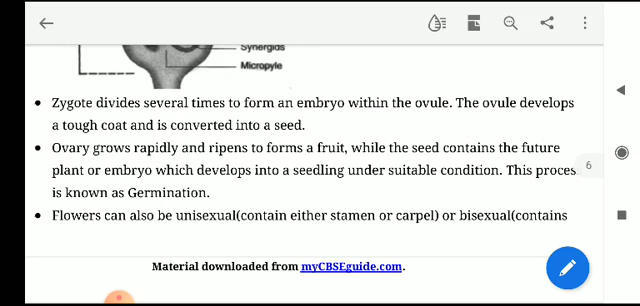 Synergids
Micropyle
• Zygote divides several times to form an embryo within the ovule. The ovule develops
a tough coat and is converted into a seed.
• Ovary grows rapidly and ripens to forms a fruit, while the seed contains the future
plant or embryo which develops into a seedling under suitable condition. This proces
6
is known as Germination.
• Flowers can also be unisexual(contain either stamen or carpel) or bisexual(contains
Material downloaded from myCBSEguide.com.